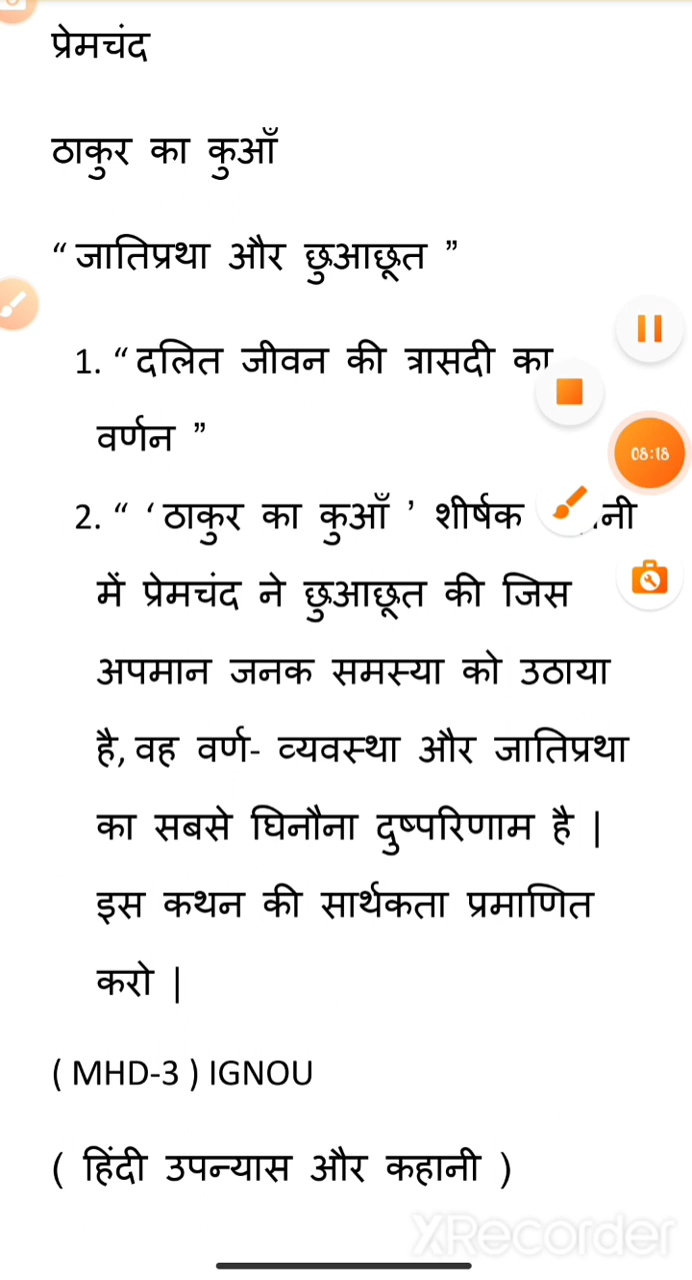 प्रेमचंद
ठाकुर का कुआँ
“ जातिप्रथा और छुआछूत ”
1. “ दलित जीवन की त्रासदी का
वर्णन ”
08:18
2. “ ‘ ठाकुर का कुआँ ’ शीर्षक
में प्रेमचंद ने छुआछूत की जिस
अपमान जनक समस्या को उठाया
है, वह वर्ण- व्यवस्था और जातिप्रथा
का सबसे घिनौना दुष्परिणाम है |
इस कथन की सार्थकता प्रमाणित
करो |
( MHD-3 ) IGNOU
( हिंदी उपन्यास और कहानी )
XRecorder